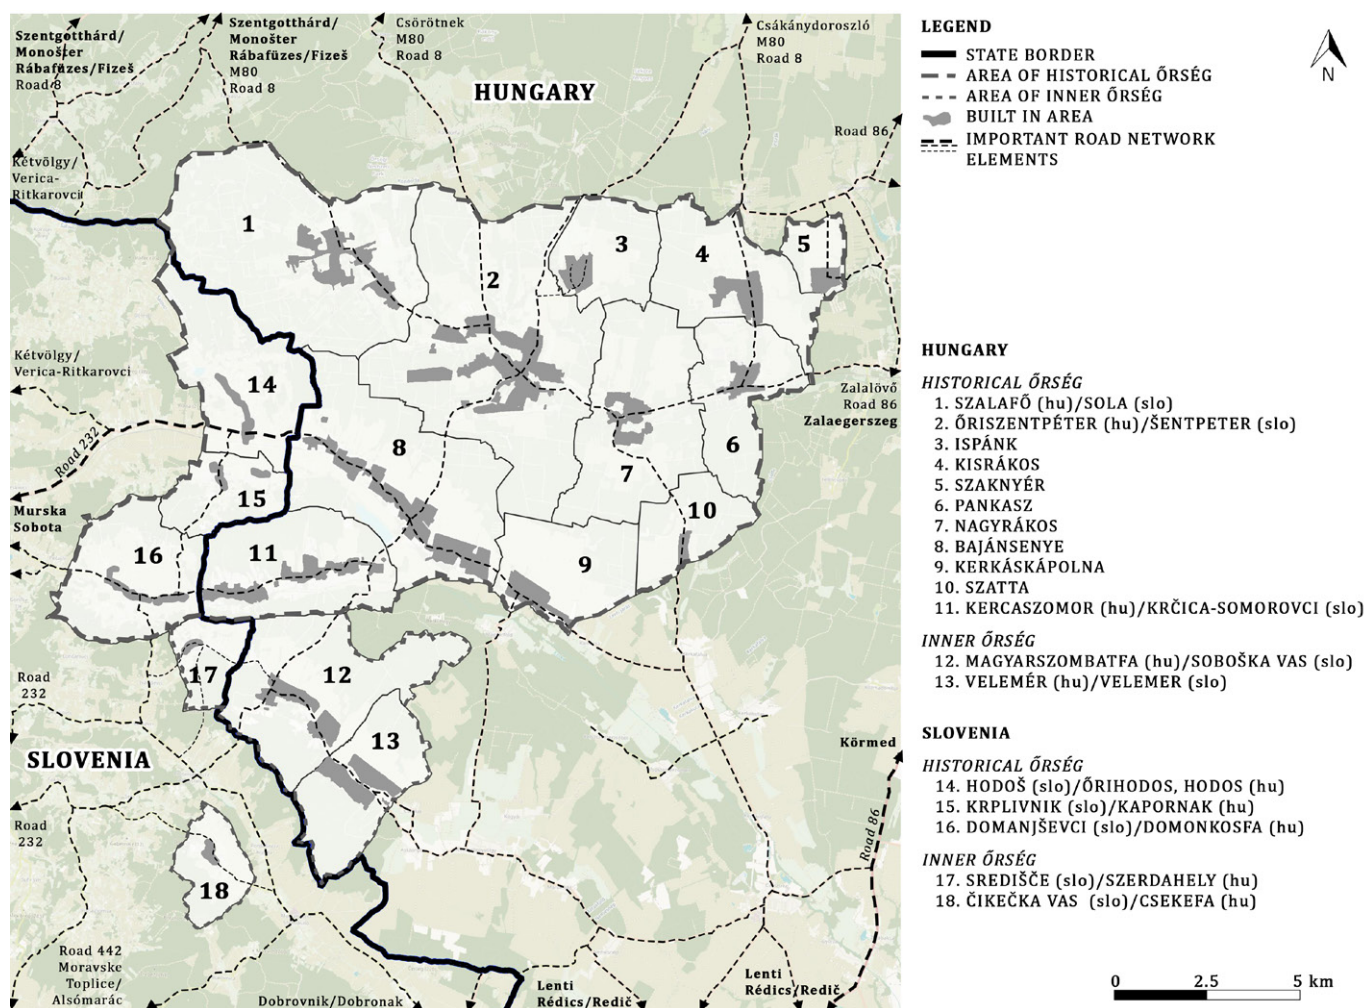 Szentgotthárd/
Monošter
Rábafüzes/Fizeš
Road 8
Szentgotthárd/
Monošter
Rábafüzes/Fizeš
M80
Road 8
Csörötnek
M80
Road 8
Csákánydoroszló
M80
Road 8
HUNGARY
Road 86
Kétvölgy/
Verica-
Ritkarovci
1
2
3
4
5
Kétvölgy/
Verica-Ritkarovci
14
Zalalövő
Road 86
Zalaegerszeg
Road 232
8
6
7
Murska
Sobota
15
10
16
11
9
17
12
Road
232
13
Körmed
SLOVENIA
Road
232
Road 86
18
Road 442
Moravske
Toplice/
Alsómarác
Dobrovnik/Dobronak
Lenti
Rédics/Redič
Lenti
Rédics/Redič
LEGEND
STATE BORDER
AREA OF HISTORICAL ŐRSÉG
AREA OF INNER ŐRSÉG
BUILT IN AREA
IMPORTANT ROAD NETWORK
ELEMENTS
N
HUNGARY
HISTORICAL ŐRSÉG
1. SZALAFŐ (hu)/SOLA (slo)
2. ŐRISZENTPÉTER (hu)/ŠENTPETER (slo)
3. ISPÁNK
4. KISRÁKOS
5. SZAKNYÉR
6. PANKASZ
7. NAGYRÁKOS
8. BAJÁNSENYE
9. KERKÁSKÁPOLNA
10. SZATTA
11. KERCASZOMOR (hu)/KRČICA-SOMOROVCI (slo)
INNER ŐRSÉG
12. MAGYARSZOMBATFA (hu)/SOBOŠKA VAS (slo)
13. VELEMÉR (hu)/VELEMER (slo)
SLOVENIA
HISTORICAL ŐRSÉG
14. HODOŠ (slo)/ŐRIHODOS, HODOS (hu)
15. KRPLIVNIK (slo)/KAPORNAK (hu)
16. DOMANJŠEVCI (slo)/DOMONKOSFA (hu)
INNER ŐRSÉG
17. SREDIŠČE (slo)/SZERDAHELY (hu)
18. ČIKEČKA VAS (slo)/CSEKEFA (hu)
0 2.5 5 km